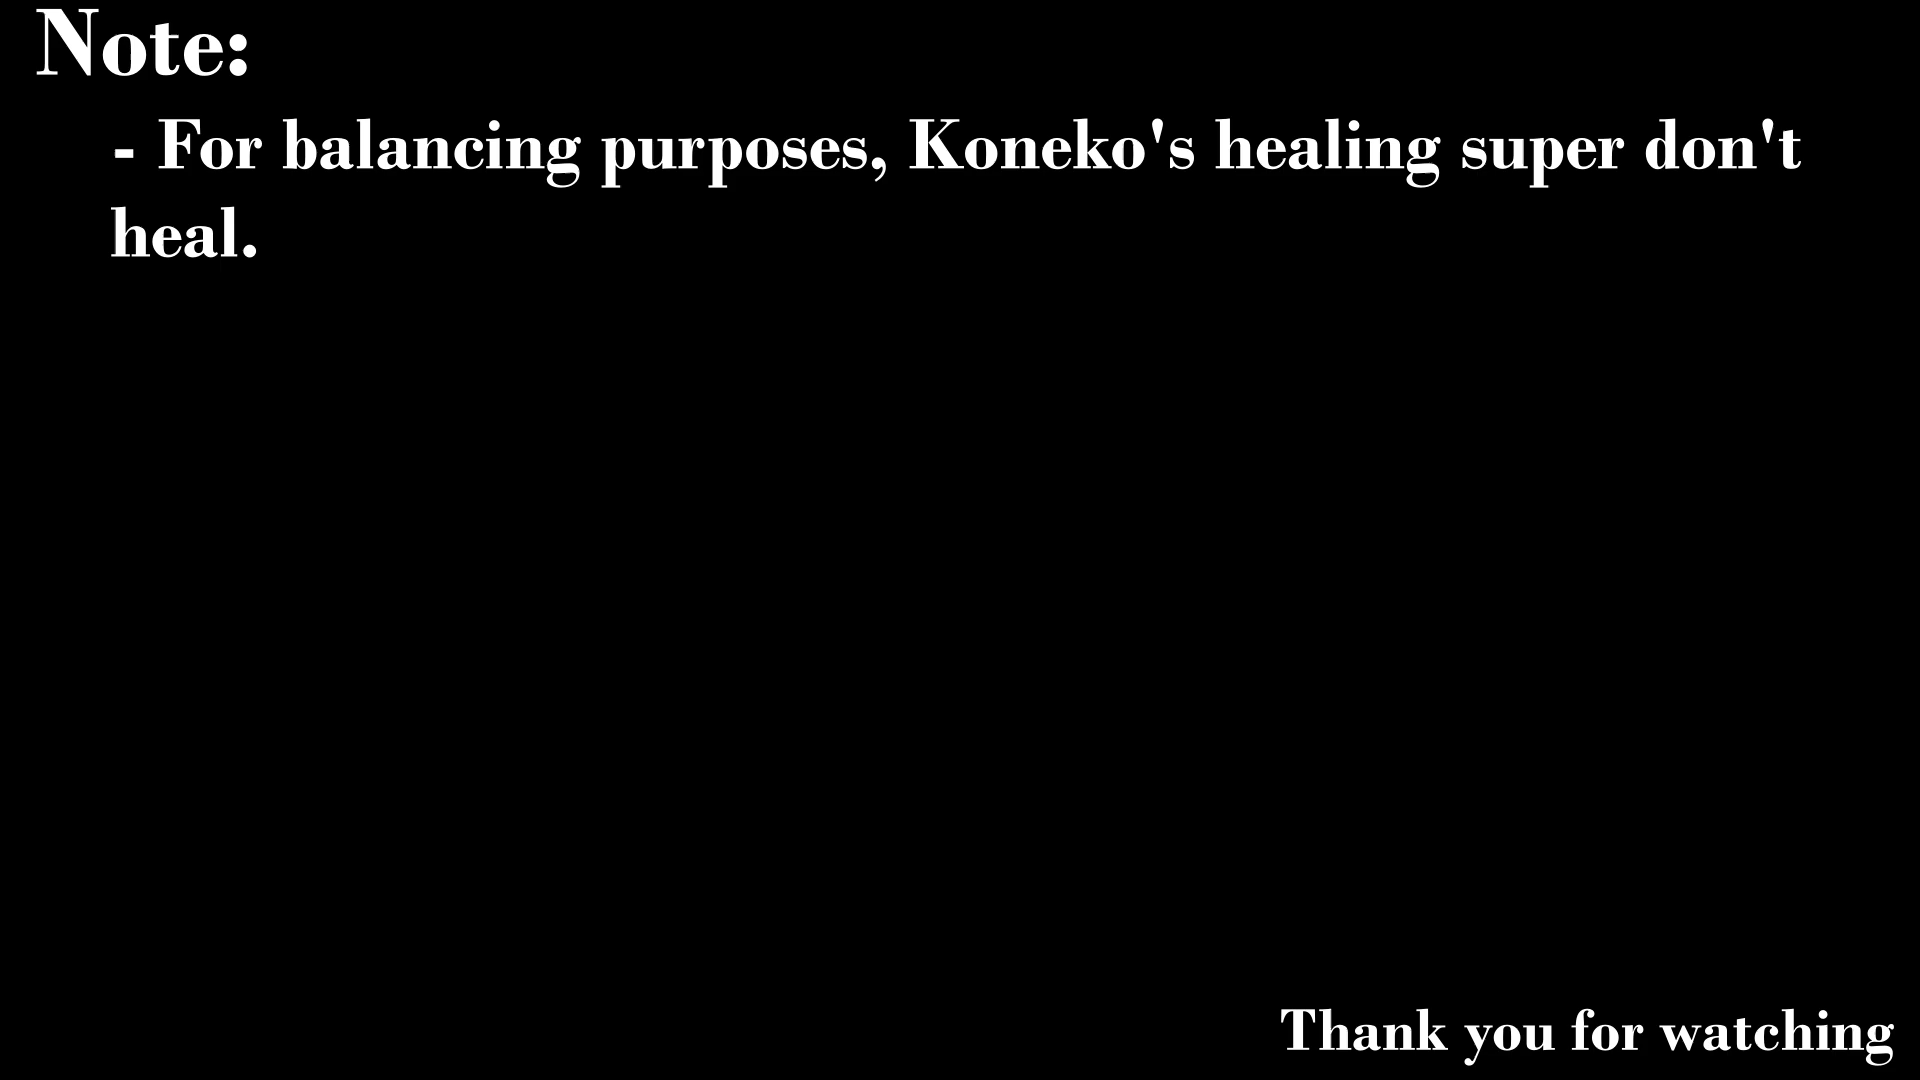 Note:
- For balancing purposes, Koneko's healing super don't
heal.
Thank you for watching